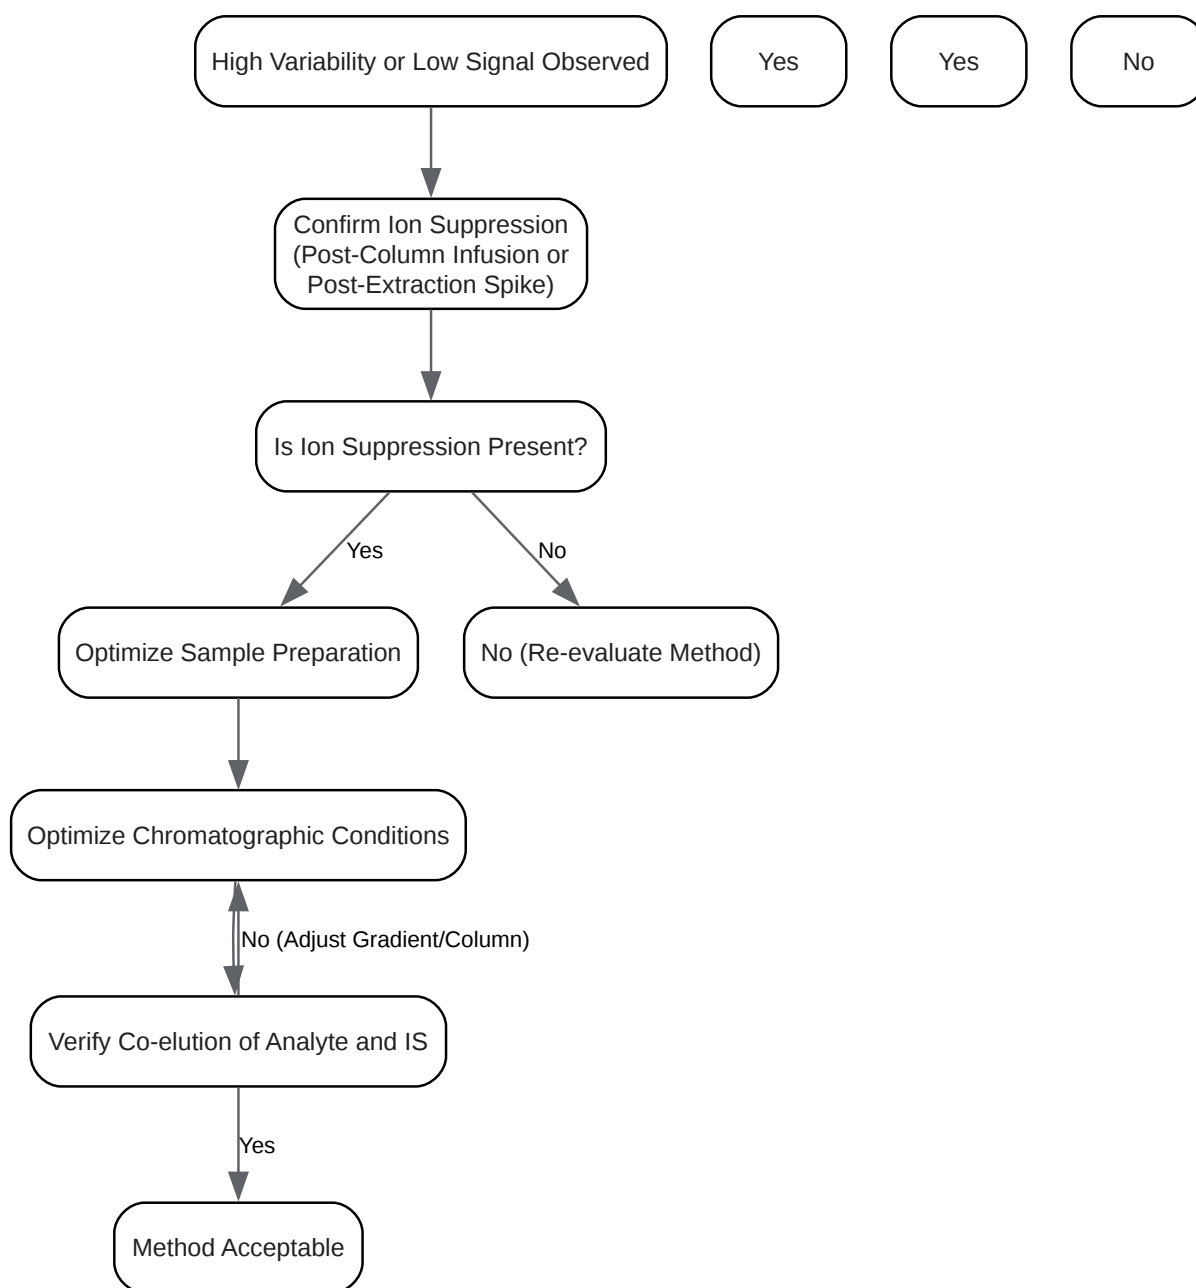 High Variability or Low Signal Observed
Yes
Yes
No
Confirm Ion Suppression
(Post-Column Infusion or
Post-Extraction Spike)
Is Ion Suppression Present?
Yes
No
Optimize Sample Preparation
No (Re-evaluate Method)
Optimize Chromatographic Conditions
No (Adjust Gradient/Column)
Verify Co-elution of Analyte and IS
Yes
Method Acceptable